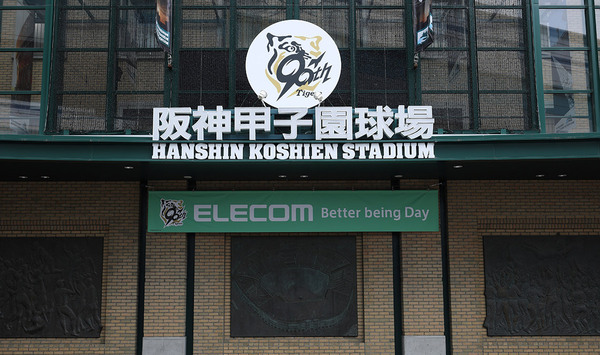 90th
Tigers
阪神甲子園球場
HANSHIN KOSHIEN STADIUM
ELECOM Better being Day